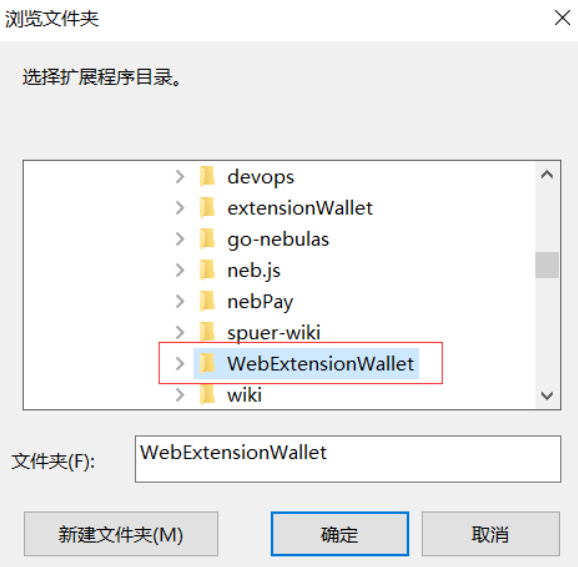 浏览文件夹
选择扩展程序目录。
devops
extensionWallet
go-nebulas
neb.js
nebPay
spuer-wiki
WebExtensionWallet
wiki
文件夹(F):
WebExtensionWallet
新建文件夹(M)
确定
取消